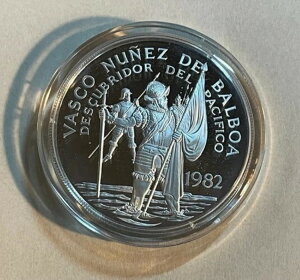 VASCO NUÑEZ DE BALBOA
DESCUBRIDOR DEL PACIFICO
1982